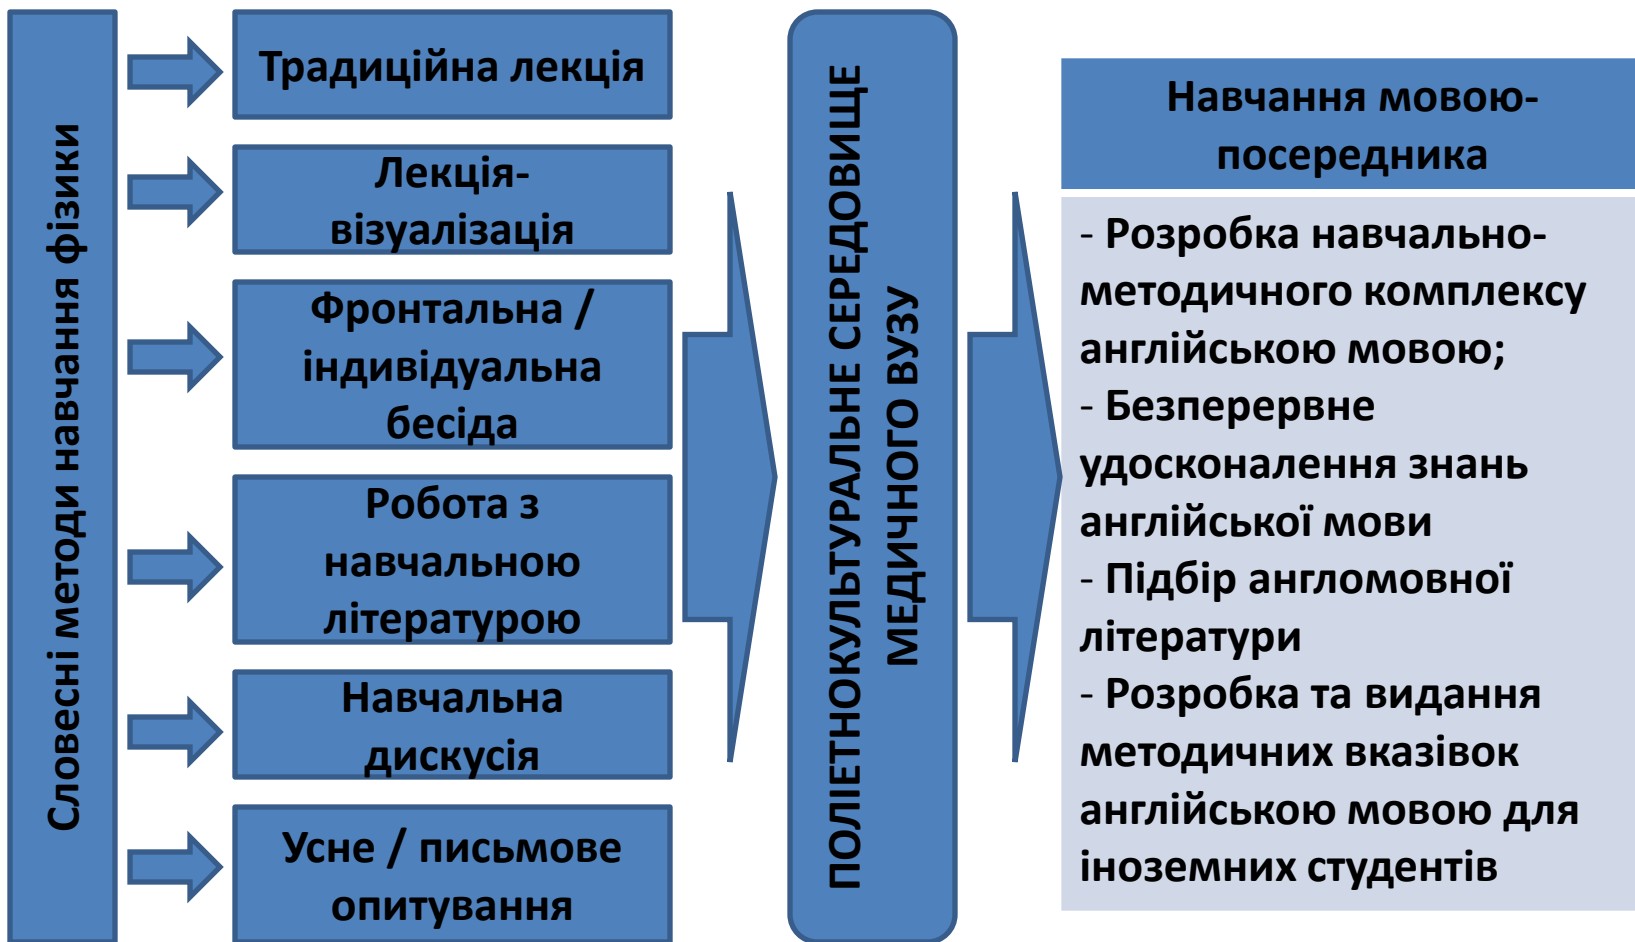 Словесні методи навчання фізики
Традиційна лекція
Лекція-
візуалізація
Фронтальна /
індивідуальна
бесіда
Робота з
навчальною
літературою
Навчальна
дискусія
Усне / письмове
опитування
ПОЛІЕТНОКУЛЬТУРАЛЬНЕ СЕРЕДОВИЩЕ
МЕДИЧНОГО ВУЗУ
Навчання мовою-
посередника
- Розробка навчально-
методичного комплексу
англійською мовою;
- Безперервне
удосконалення знань
англійської мови
- Підбір англомовної
літератури
- Розробка та видання
методичних вказівок
англійською мовою для
іноземних студентів